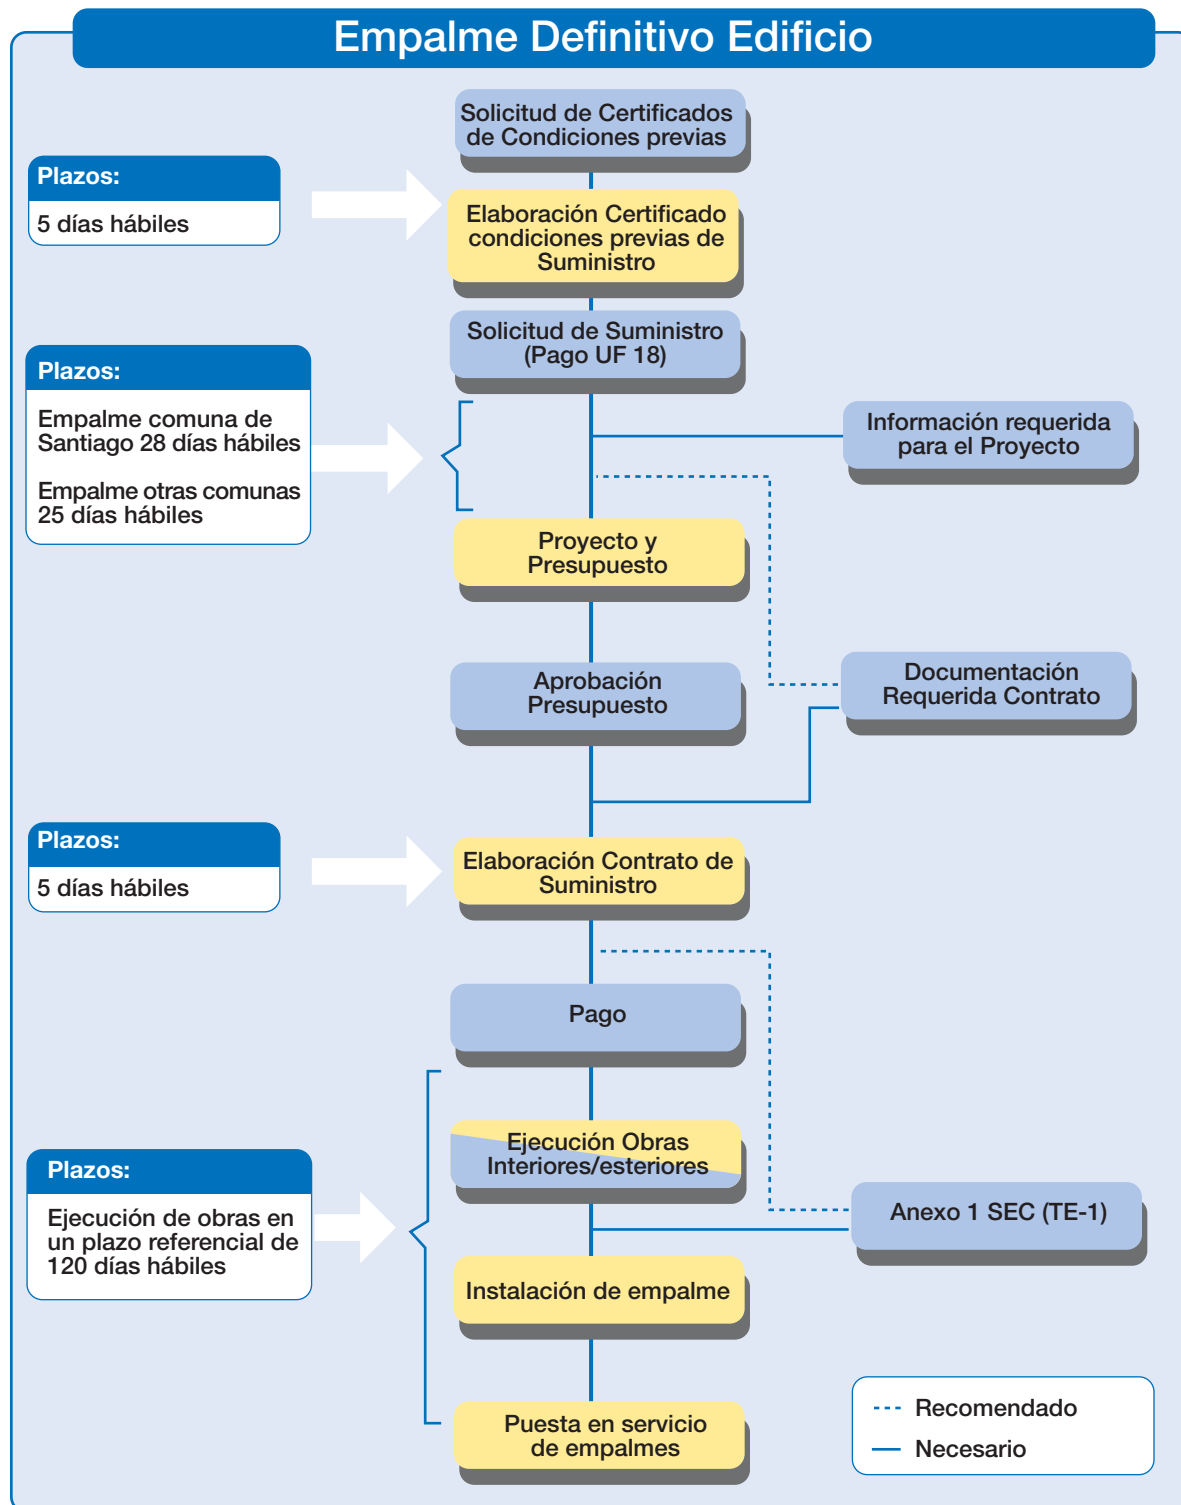 Empalme Definitivo Edificio
Solicitud de Certificados
de Condiciones previas
Plazos:
5 días hábiles
Elaboración Certificado
condiciones previas de
Suministro
Solicitud de Suministro
(Pago UF 18)
Plazos:
Empalme comuna de
Santiago 28 días hábiles
Empalme otras comunas
25 días hábiles
Información requerida
para el Proyecto
Proyecto y
Presupuesto
Aprobación
Presupuesto
Documentación
Requerida Contrato
Plazos:
5 días hábiles
Elaboración Contrato de
Suministro
Pago
Ejecución Obras
Interiores/esteriores
Plazos:
Ejecución de obras en
un plazo referencial de
120 días hábiles
Anexo 1 SEC (TE-1)
Instalación de empalme
Puesta en servicio
de empalmes
Recomendado
Necesario